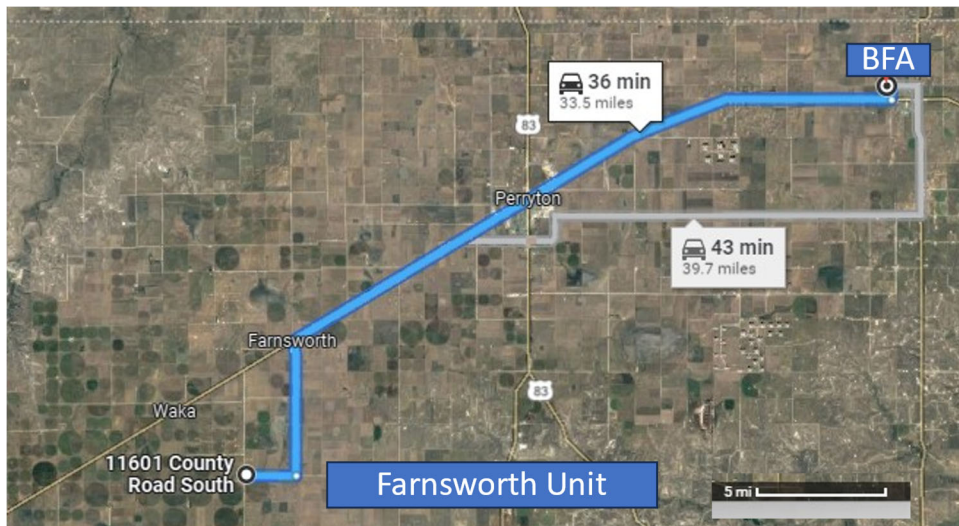 BFA
36 min
33.5 miles
83
Perryton
43 min
39.7 miles
Farnsworth
83
Waka
11601 County
Road South
Farnsworth Unit
5 mi